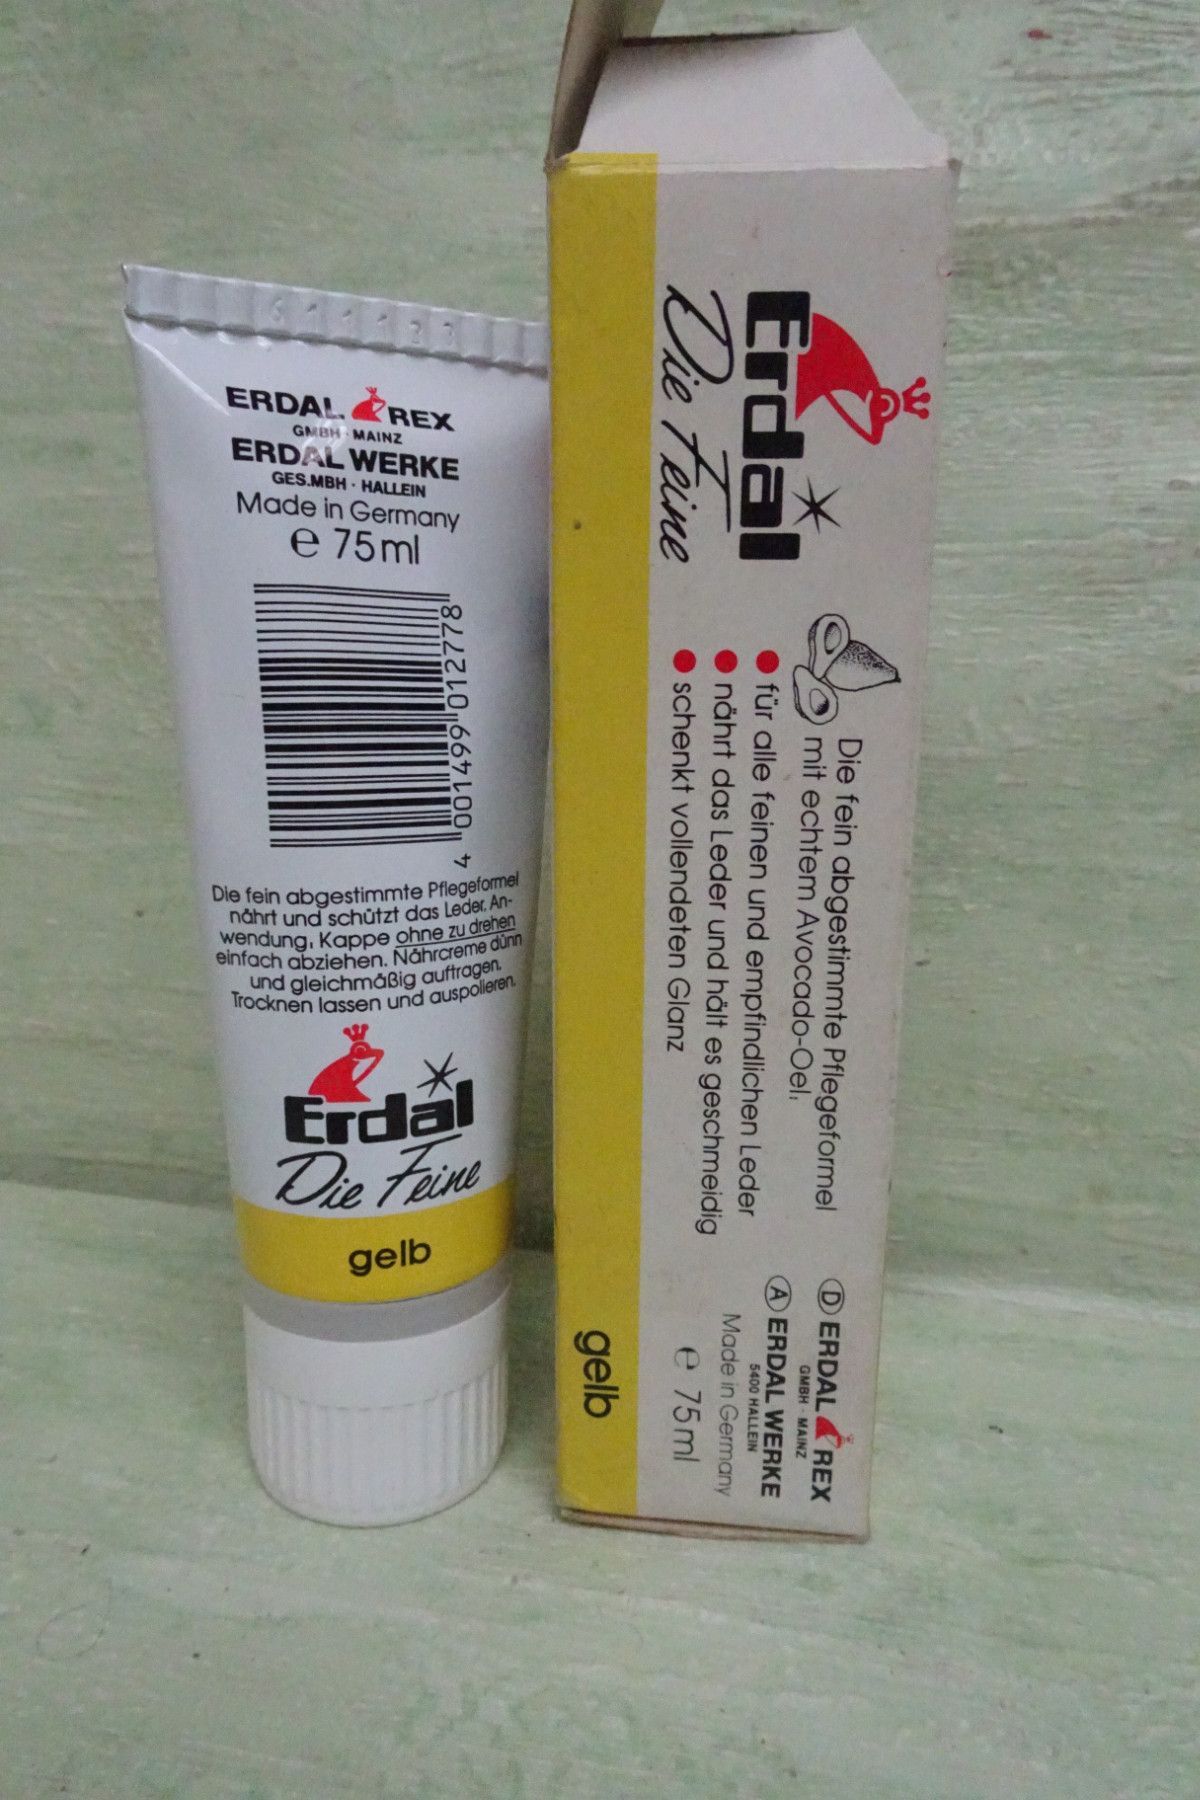 ERDAL REX
GMBH · MAINZ
ERDAL WERKE
GES.MBH · HALLEIN
Made in Germany
e 75ml
4 001499 012778
Die fein abgestimmte Pflegeformel
nährt und schützt das Leder. An-
wendung. Kappe ohne zu drehen
einfach abziehen. Nährcreme dünn
und gleichmäßig auftragen.
Trocknen lassen und auspolieren.
Erdal
Die Feine
gelb
Erdal
Die Feine
Die fein abgestimmte Pflegeformel
mit echtem Avocado-Oel,
für alle feinen und empfindlichen Leder
nährt das Leder und hält es geschmeidig
schenkt vollendeten Glanz
D ERDAL REX
GMBH · MAINZ
A ERDAL WERKE
5400 HALLEIN
Made in Germany
e 75ml
gelb